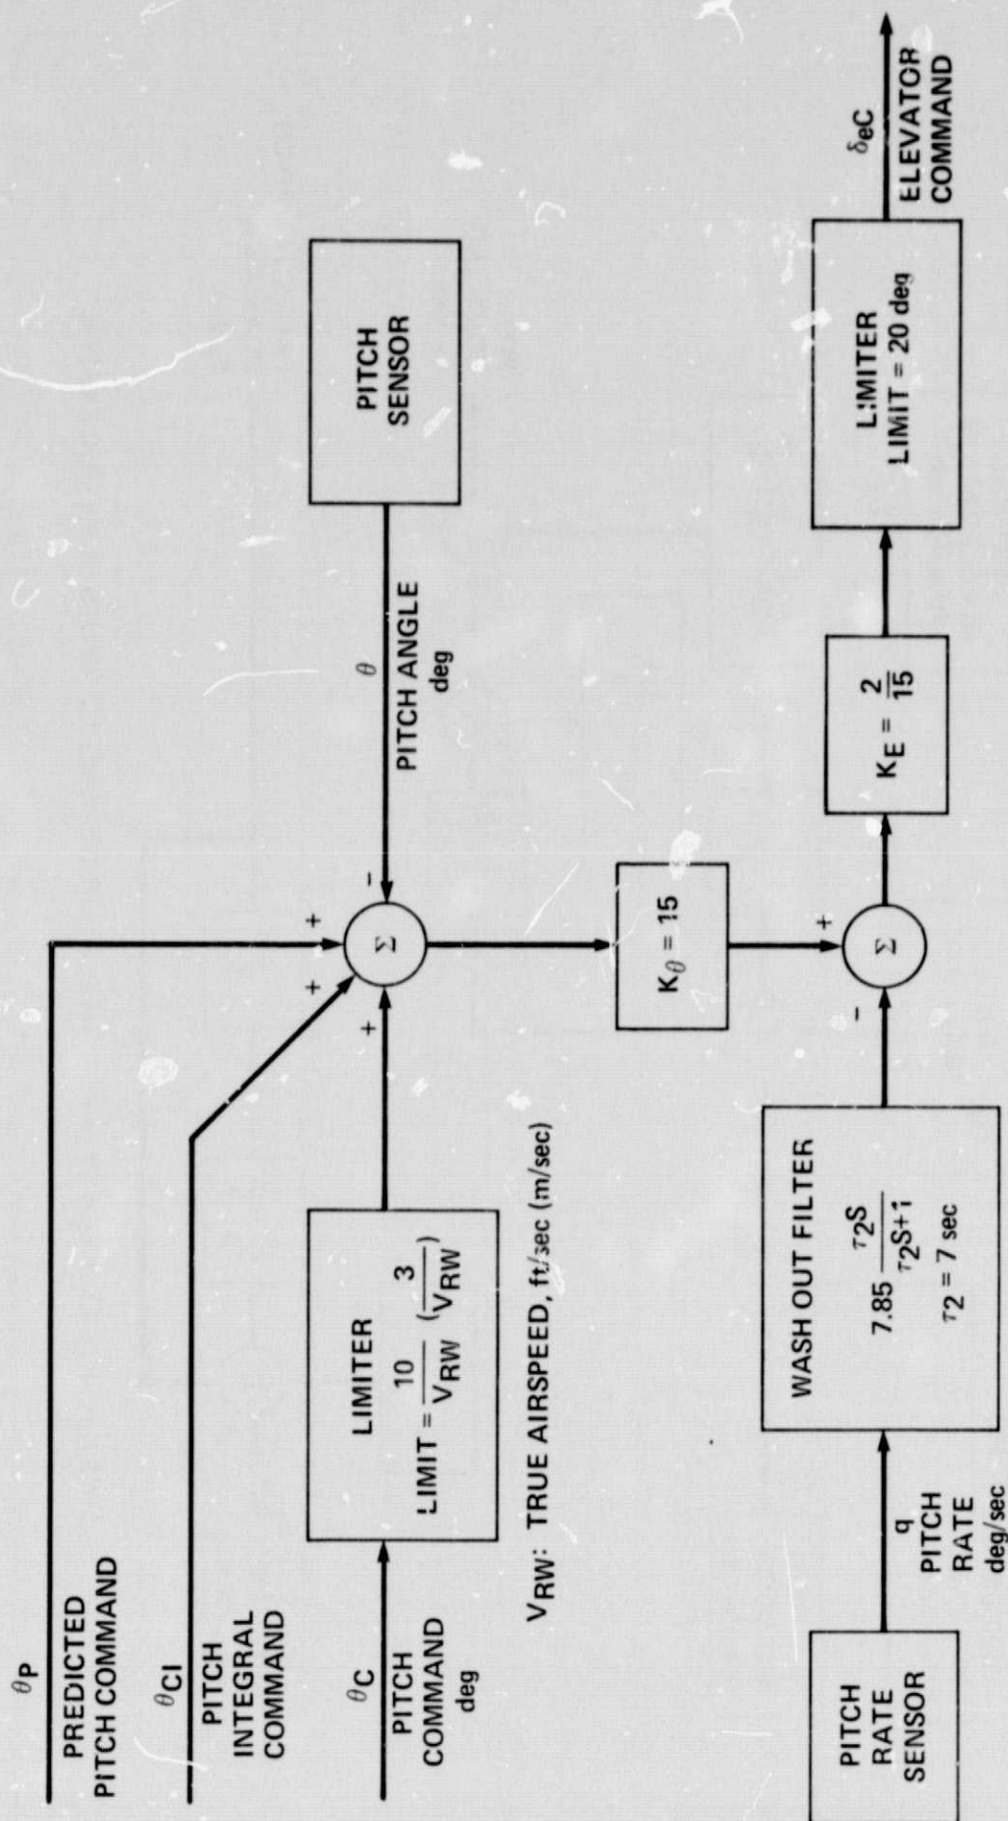 θP
PREDICTED
PITCH COMMAND
θCI
PITCH
INTEGRAL
COMMAND
θC
PITCH
COMMAND
deg
LIMITER
LIMIT = 10/VRW (3/VRW)
VRW: TRUE AIRSPEED, ft/sec (m/sec)
+
+
+
−
Σ
θ
PITCH ANGLE
deg
PITCH
SENSOR
Kθ = 15
PITCH
RATE
SENSOR
q
PITCH
RATE
deg/sec
WASH OUT FILTER
7.85 τ2S/τ2S+1
τ2 = 7 sec
−
+
Σ
KE = 2/15
LIMITER
LIMIT = 20 deg
δeC
ELEVATOR
COMMAND